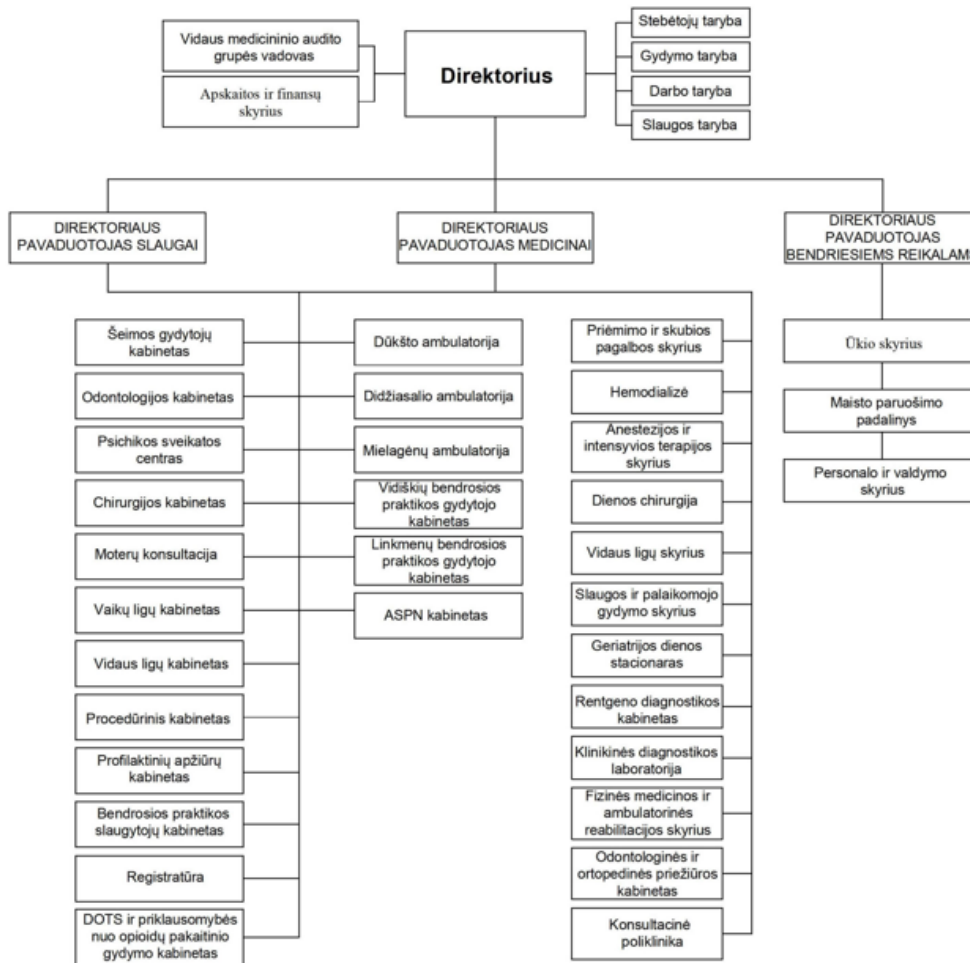 Vidaus medicininio audito
grupės vadovas
Apskaitos ir finansų
skyrius
Direktorius
Stebėtojų taryba
Gydymo taryba
Darbo taryba
Slaugos taryba
DIREKTORIAUS
PAVADUOTOJAS SLAUGAI
DIREKTORIAUS
PAVADUOTOJAS MEDICINAI
DIREKTORIAUS
PAVADUOTOJAS
BENDRIESIEMS REIKALAMS
Šeimos gydytojų
kabinetas
Odontologijos kabinetas
Psichikos sveikatos
centras
Chirurgijos kabinetas
Moterų konsultacija
Vaikų ligų kabinetas
Vidaus ligų kabinetas
Procedūrinis kabinetas
Profilaktinių apžiūrų
kabinetas
Bendrosios praktikos
slaugytojų kabinetas
Registratūra
DOTS ir priklausomybės
nuo opioidų pakaitinio
gydymo kabinetas
Dūkšto ambulatorija
Didžiasalio ambulatorija
Mielagėnų ambulatorija
Vidiškių bendrosios
praktikos gydytojo
kabinetas
Linkmenų bendrosios
praktikos gydytojo
kabinetas
ASPN kabinetas
Priėmimo ir skubios
pagalbos skyrius
Hemodializė
Anestezijos ir
intensyvios terapijos
skyrius
Dienos chirurgija
Vidaus ligų skyrius
Slaugos ir palaikomojo
gydymo skyrius
Geriatrijos dienos
stacionaras
Rentgeno diagnostikos
kabinetas
Klinikinės diagnostikos
laboratorija
Fizinės medicinos ir
ambulatorinės
reabilitacijos skyrius
Odontologinės ir
ortopedinės priežiūros
kabinetas
Konsultacinė
poliklinika
Ūkio skyrius
Maisto paruošimo
padalinys
Personalo ir valdymo
skyrius